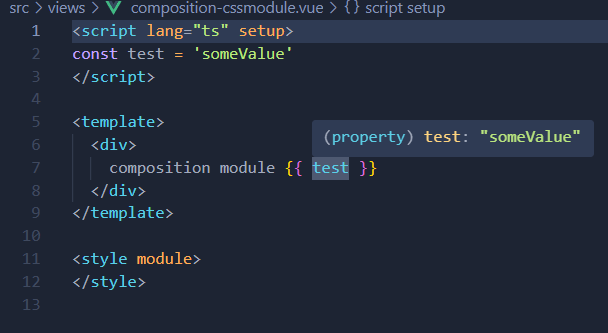 src > views > composition-cssmodule.vue > {} script setup
1 <script lang="ts" setup>
2 const test = 'someValue'
3 </script>
4
5 <template>
6 <div>
(property) test: "someValue"
7 composition module {{ test }}
8 </div>
9 </template>
10
11 <style module>
12 </style>
13